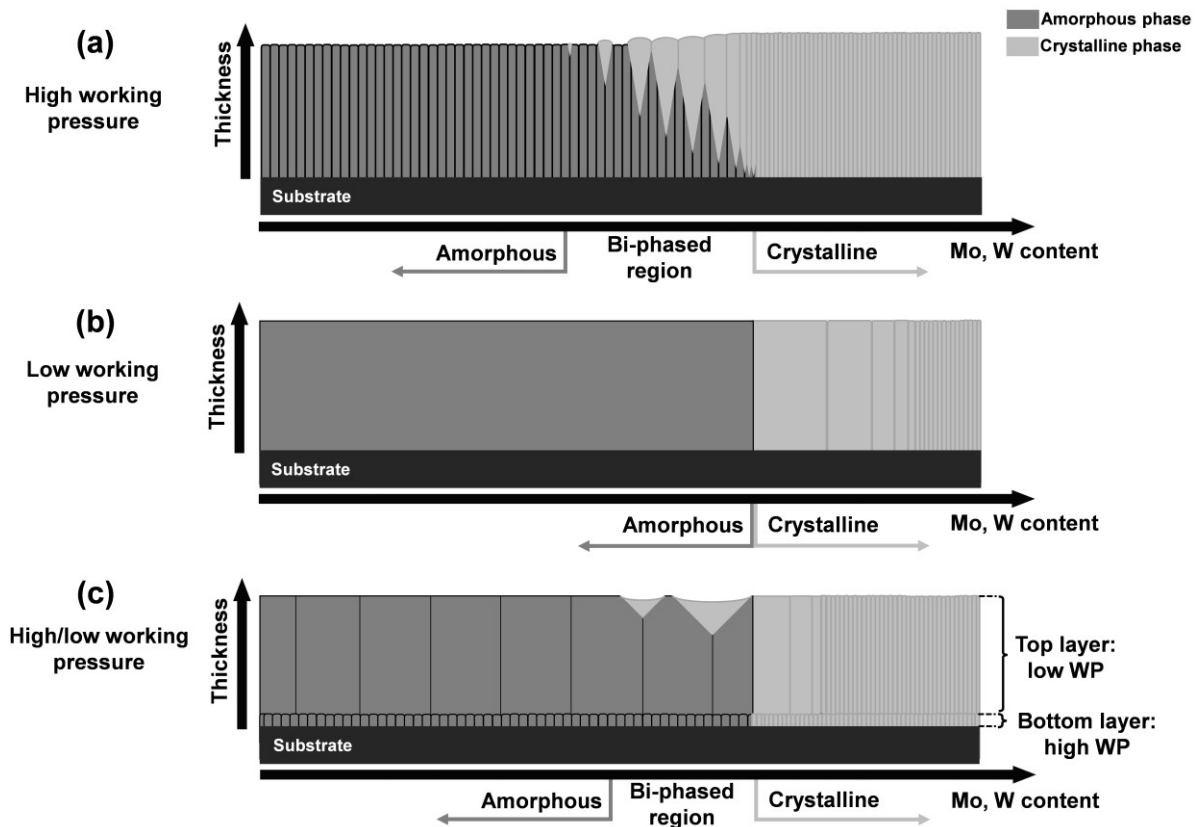 Amorphous phase
Crystalline phase
(a)
High working
pressure
Thickness
Substrate
Amorphous
Bi-phased
region
Crystalline
Mo, W content
(b)
Low working
pressure
Thickness
Substrate
Amorphous
Crystalline
Mo, W content
(c)
High/low working
pressure
Thickness
Top layer:
low WP
Bottom layer:
high WP
Substrate
Amorphous
Bi-phased
region
Crystalline
Mo, W content